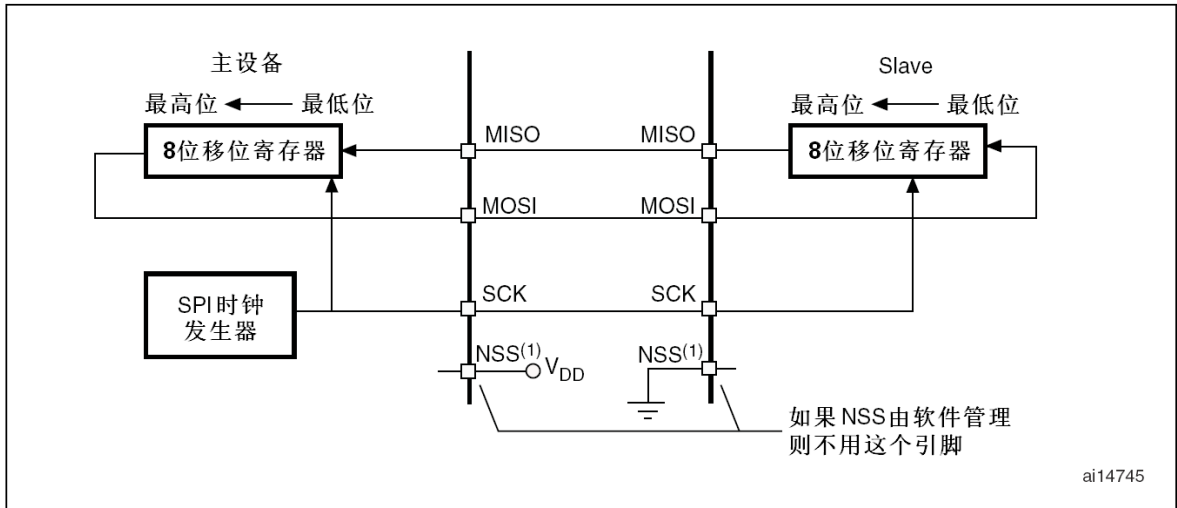 主设备
Slave
最高位 最低位
最高位 最低位
8位移位寄存器
MISO
MISO
8位移位寄存器
MOSI
MOSI
SPI时钟
发生器
SCK
SCK
NSS(1)
VDD
NSS(1)
如果NSS由软件管理
则不用这个引脚
ai14745